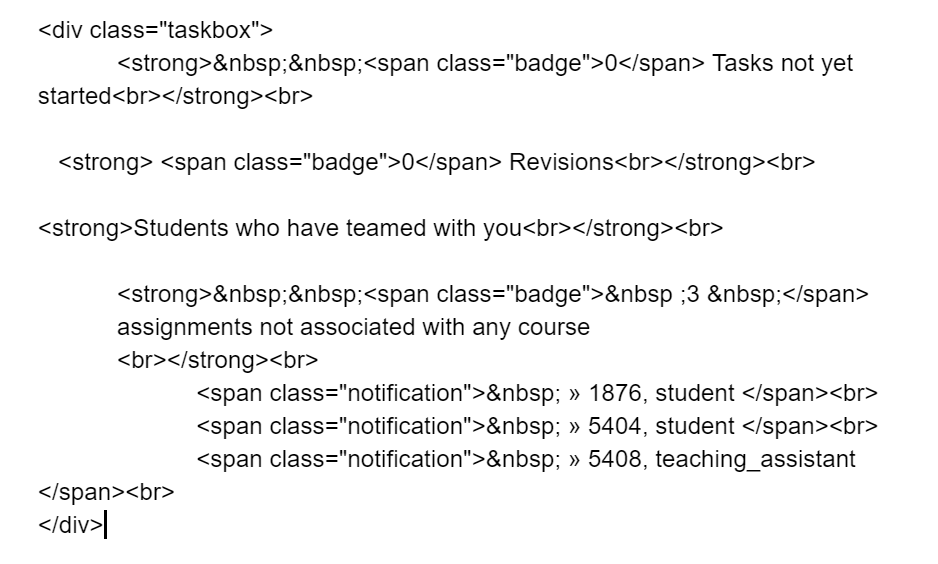 <div class="taskbox">
<strong>&nbsp;&nbsp;<span class="badge">0</span> Tasks not yet
started<br></strong><br>
<strong> <span class="badge">0</span> Revisions<br></strong><br>
<strong>Students who have teamed with you<br></strong><br>
<strong>&nbsp;&nbsp;<span class="badge">&nbsp ;3 &nbsp;</span>
assignments not associated with any course
<br></strong><br>
<span class="notification">&nbsp; » 1876, student </span><br>
<span class="notification">&nbsp; » 5404, student </span><br>
<span class="notification">&nbsp; » 5408, teaching_assistant
</span><br>
</div>